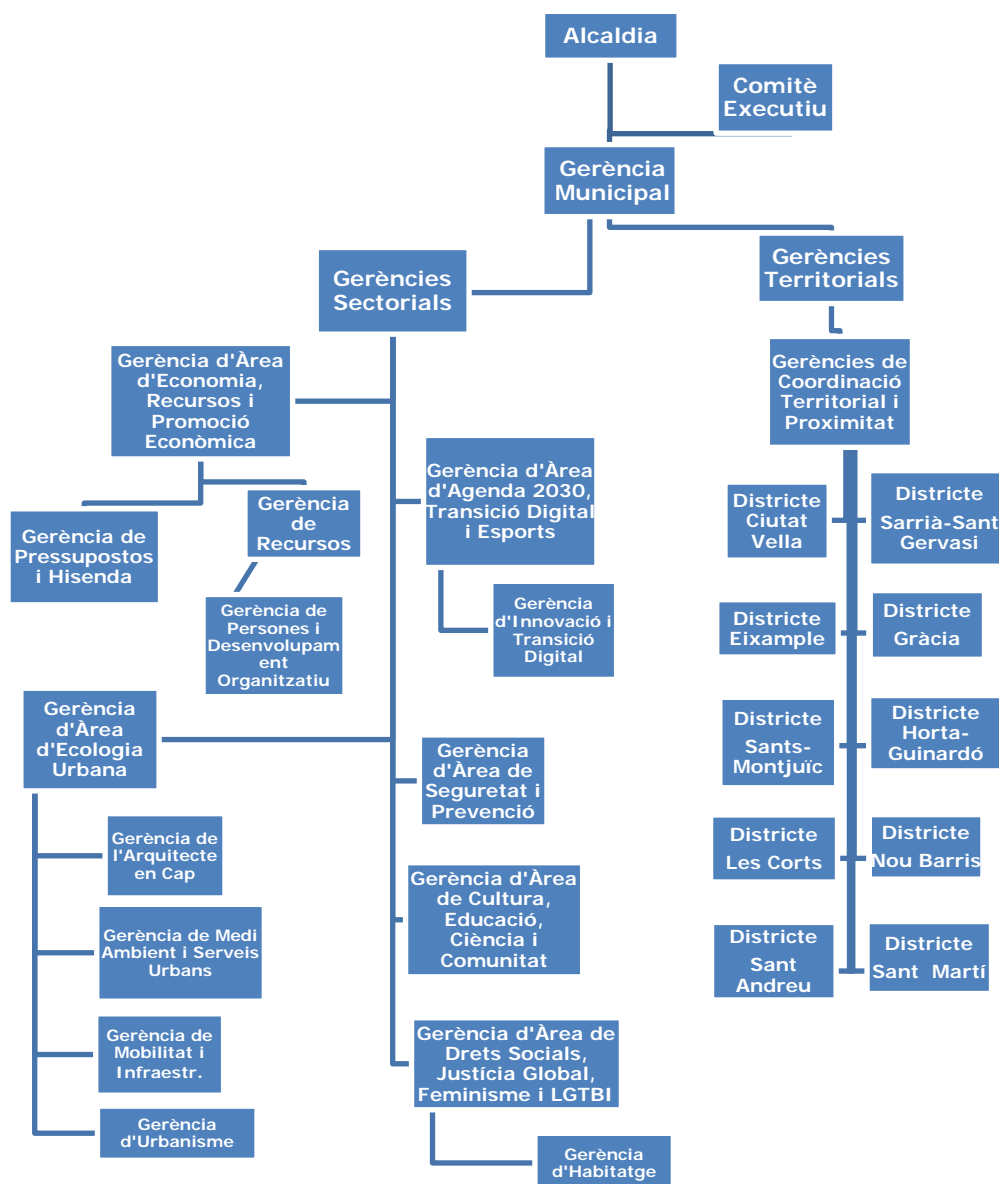 Alcaldia
Comitè
Executiu
Gerència
Municipal
Gerències
Sectorials
Gerències
Territorials
Gerència d'Àrea
d'Economia,
Recursos i
Promoció
Econòmica
Gerències de
Coordinació
Territorial i
Proximitat
Gerència d'Àrea
d'Agenda 2030,
Transició Digital
i Esports
Gerència de
Pressupostos
i Hisenda
Gerència
de
Recursos
Gerència de
Persones i
Desenvolupam
ent
Organitzatiu
Gerència
d'Innovació i
Transició
Digital
Districte
Ciutat
Vella
Districte
Sarrià-Sant
Gervasi
Districte
Eixample
Districte
Gràcia
Gerència
d'Àrea
d'Ecologia
Urbana
Gerència
d'Àrea de
Seguretat i
Prevenció
Districte
Sants-
Montjuïc
Districte
Horta-
Guinardó
Gerència de
l'Arquitecte
en Cap
Gerència d'Àrea
de Cultura,
Educació,
Ciència i
Comunitat
Districte
Les Corts
Districte
Nou Barris
Gerència de Medi
Ambient i Serveis
Urbans
Districte
Sant
Andreu
Districte
Sant Martí
Gerència de
Mobilitat i
Infraestr.
Gerència d'Àrea de
Drets Socials,
Justícia Global,
Feminisme i LGTBI
Gerència
d'Urbanisme
Gerència
d'Habitatge